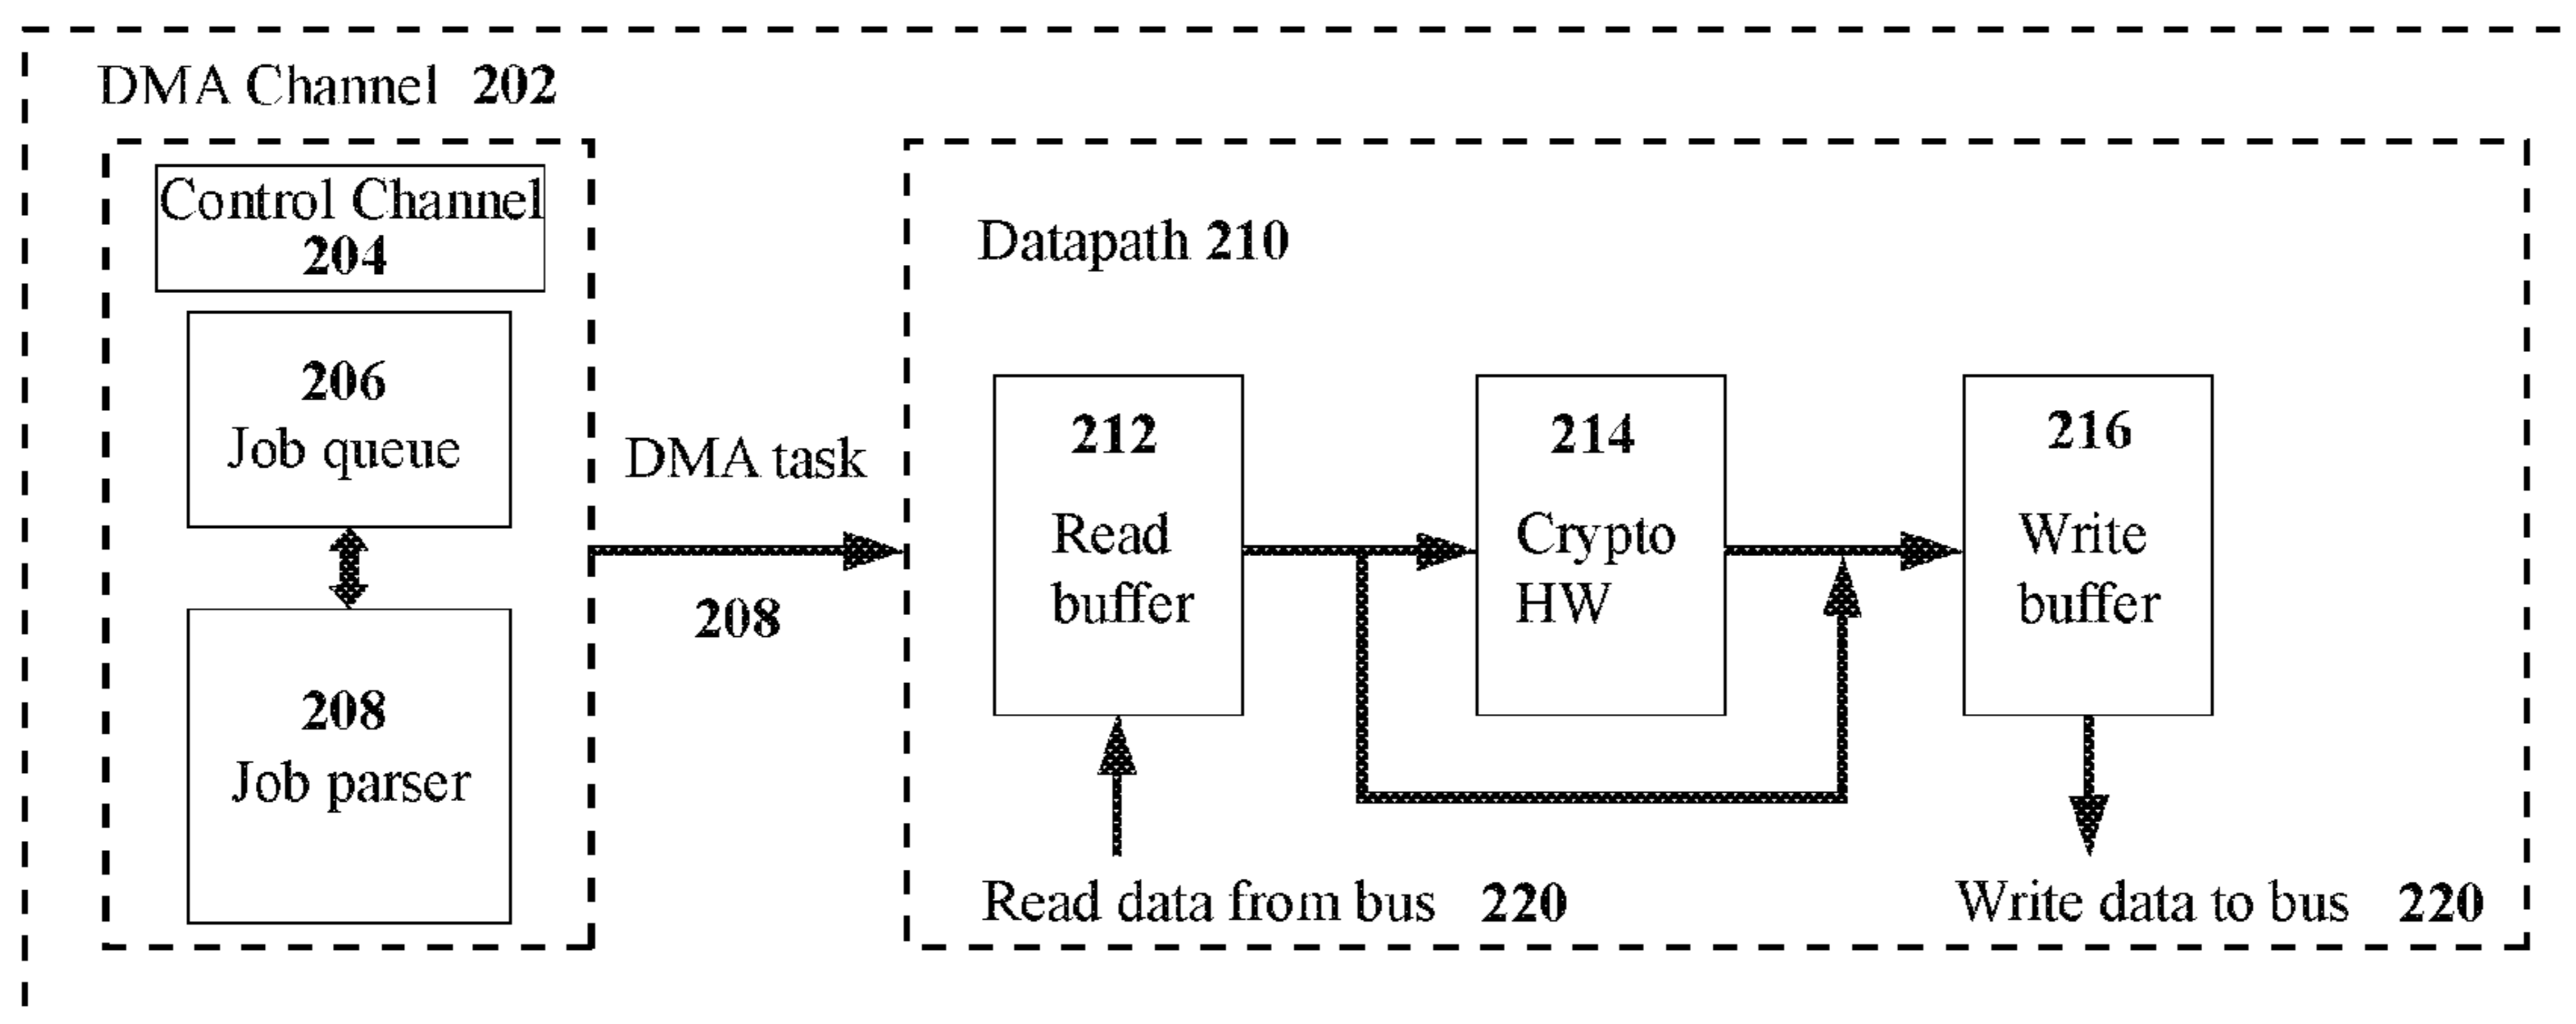 DMA Channel 202
Control Channel
204
206
Job queue
208
Job parser
DMA task
208
Datapath 210
212
Read
buffer
214
Crypto
HW
216
Write
buffer
Read data from bus 220
Write data to bus 220